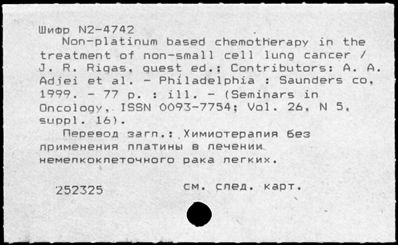 Шифр N2-4742
Non-platinum based chemotherapy in the
treatment of non-small cell lung cancer /
J. R. Rigas, guest ed.; Contributors: A. A.
Adjei et al. - Philadelphia : Saunders co,
1999. - 77 p. : ill. - (Seminars in
Oncology, ISSN 0093-7754; Vol. 26, N 5,
suppl. 16).
Перевод загл.: Химиотерапия без
применения платины в лечении
немелкоклеточного рака легких.
252325 см. след. карт.